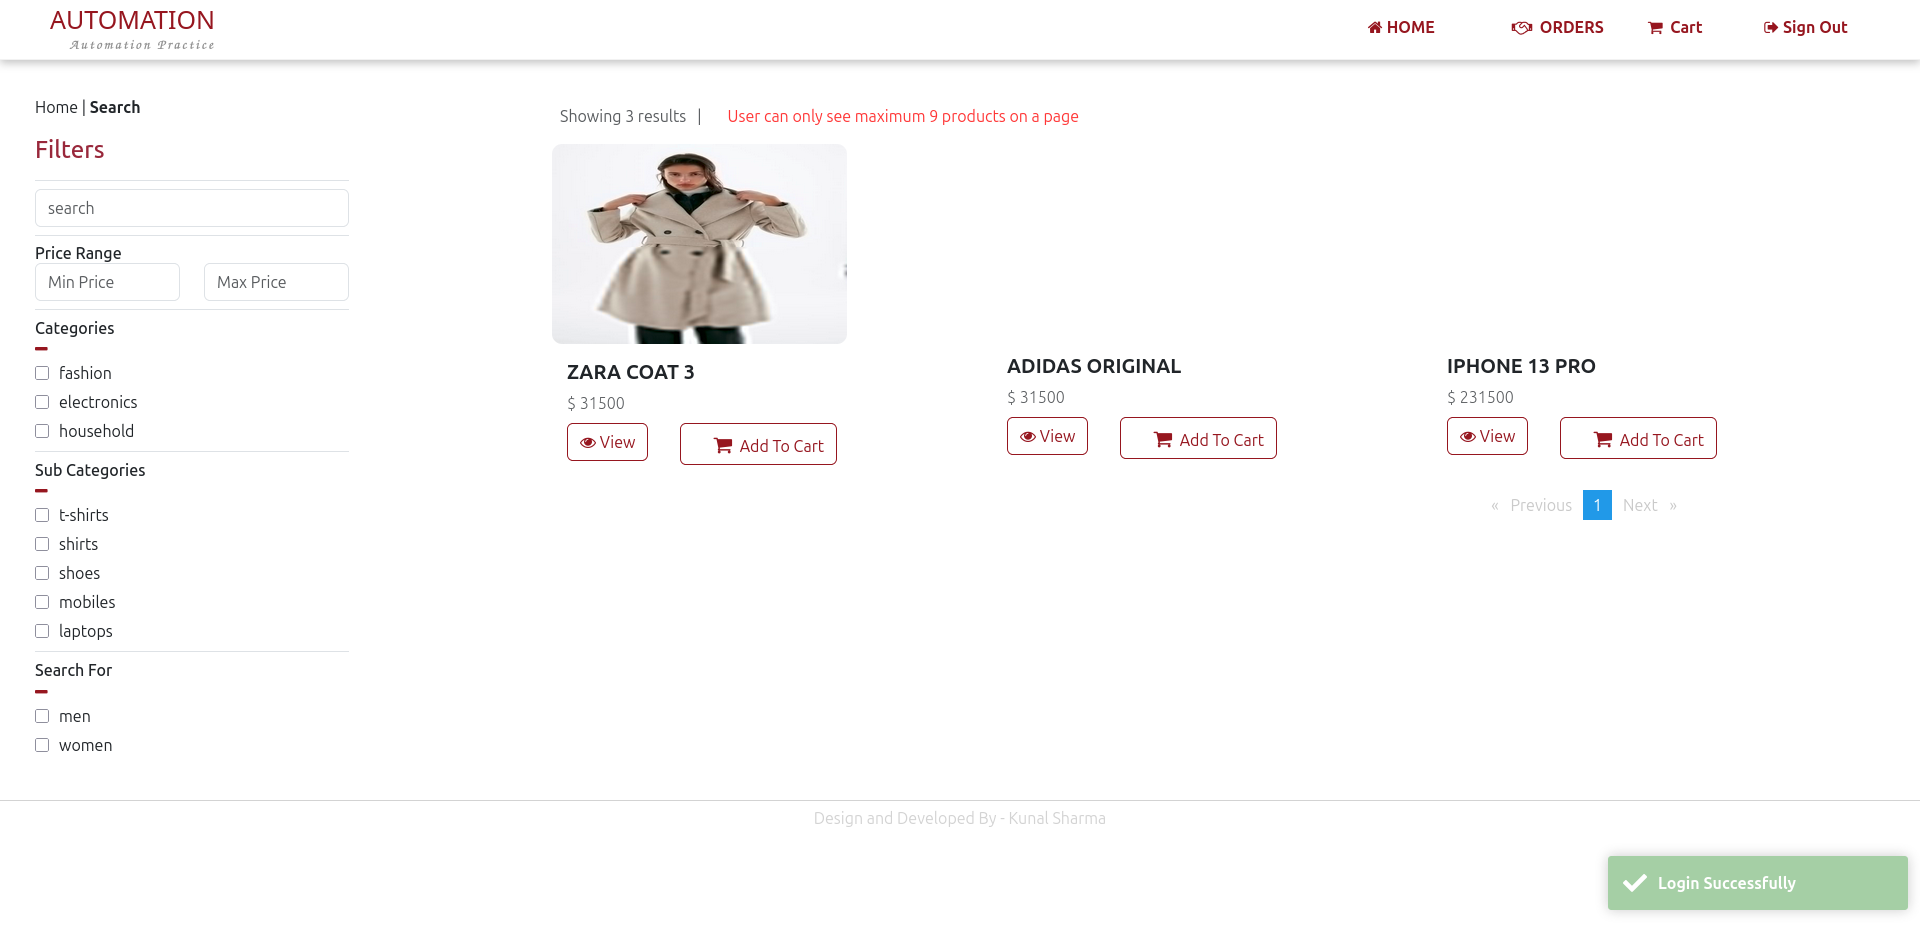 AUTOMATION
Automation Practice
HOME
ORDERS
Cart
Sign Out
Home | Search
Filters
search
Price Range
Min Price
Max Price
Categories
fashion
electronics
household
Sub Categories
t-shirts
shirts
shoes
mobiles
laptops
Search For
men
women
Showing 3 results |
User can only see maximum 9 products on a page
ZARA COAT 3
$ 31500
View
Add To Cart
ADIDAS ORIGINAL
$ 31500
View
Add To Cart
IPHONE 13 PRO
$ 231500
View
Add To Cart
« Previous 1 Next »
Design and Developed By - Kunal Sharma
Login Successfully